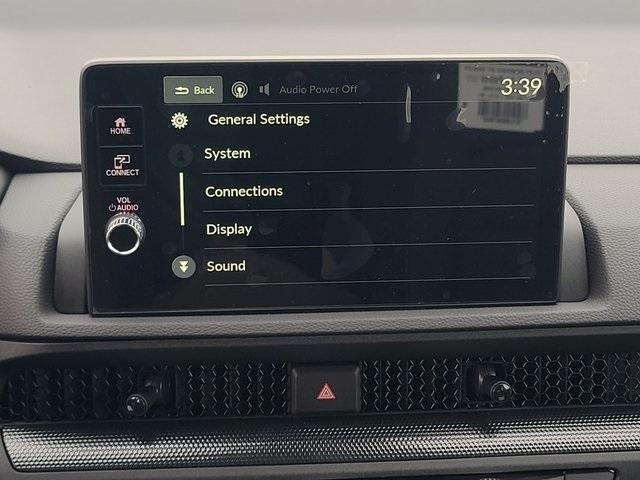 Back
Audio Power Off
3:39
HOME
General Settings
System
CONNECT
Connections
VOL
AUDIO
Display
Sound